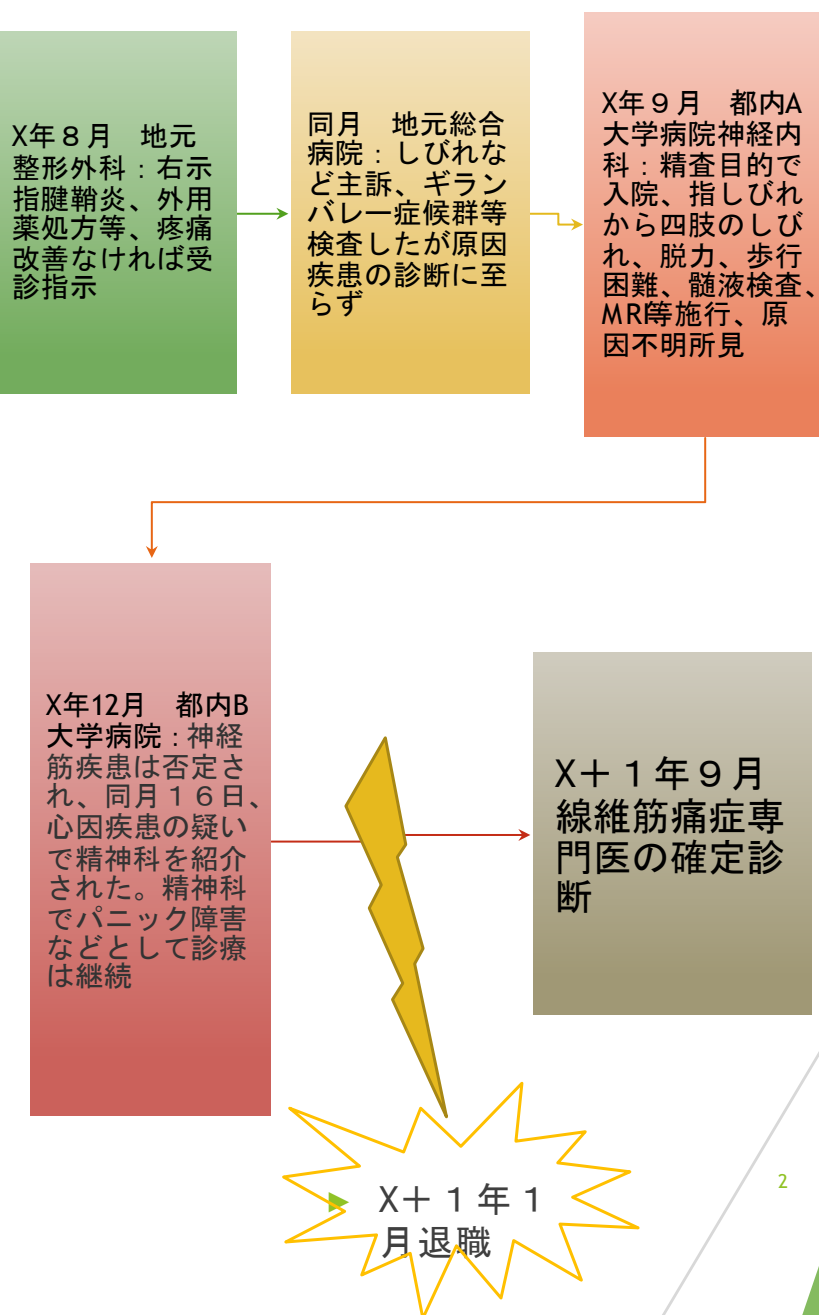 X年８月　地元
整形外科：右示
指腱鞘炎、外用
薬処方等、疼痛
改善なければ受
診指示
同月　地元総合
病院：しびれな
ど主訴、ギラン
バレー症候群等
検査したが原因
疾患の診断に至
らず
X年９月　都内A
大学病院神経内
科：精査目的で
入院、指しびれ
から四肢のしび
れ、脱力、歩行
困難、髄液検査、
MRI等施行、原
因不明所見
X年12月　都内B
大学病院：神経
筋疾患は否定さ
れ、同月１６日、
心因疾患の疑い
で精神科を紹介
された。精神科
でパニック障害
などとして診療
は継続
X＋１年９月
線維筋痛症専
門医の確定診
断
X＋１年１
月退職
2